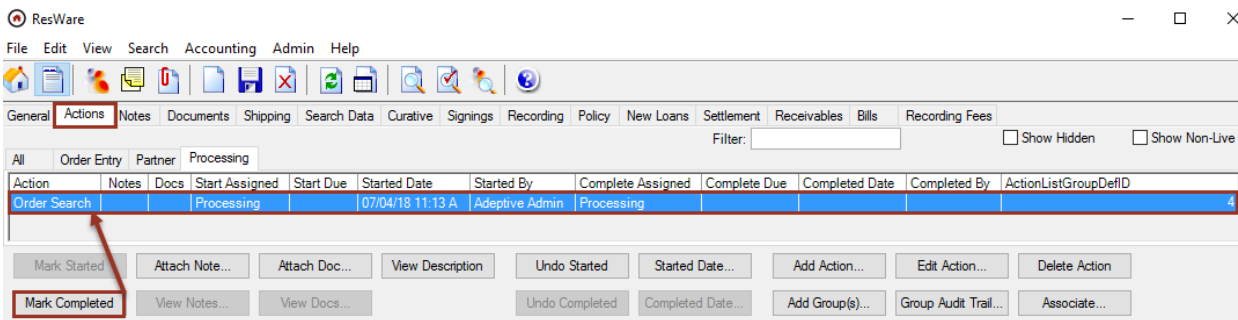 ResWare
File Edit View Search Accounting Admin Help
General Actions Notes Documents Shipping Search Data Curative Signings Recording Policy New Loans Settlement Receivables Bills Recording Fees
Filter: Show Hidden Show Non-Live
All Order Entry Partner Processing
Action Notes Docs Start Assigned Start Due Started Date Started By Complete Assigned Complete Due Completed Date Completed By ActionListGroupDefID
Order Search Processing 07/04/18 11:13 A Adeptive Admin Processing 4
Mark Started Attach Note... Attach Doc... View Description Undo Started Started Date... Add Action... Edit Action... Delete Action
Mark Completed View Notes... View Docs... Undo Completed Completed Date... Add Group(s)... Group Audit Trail... Associate...